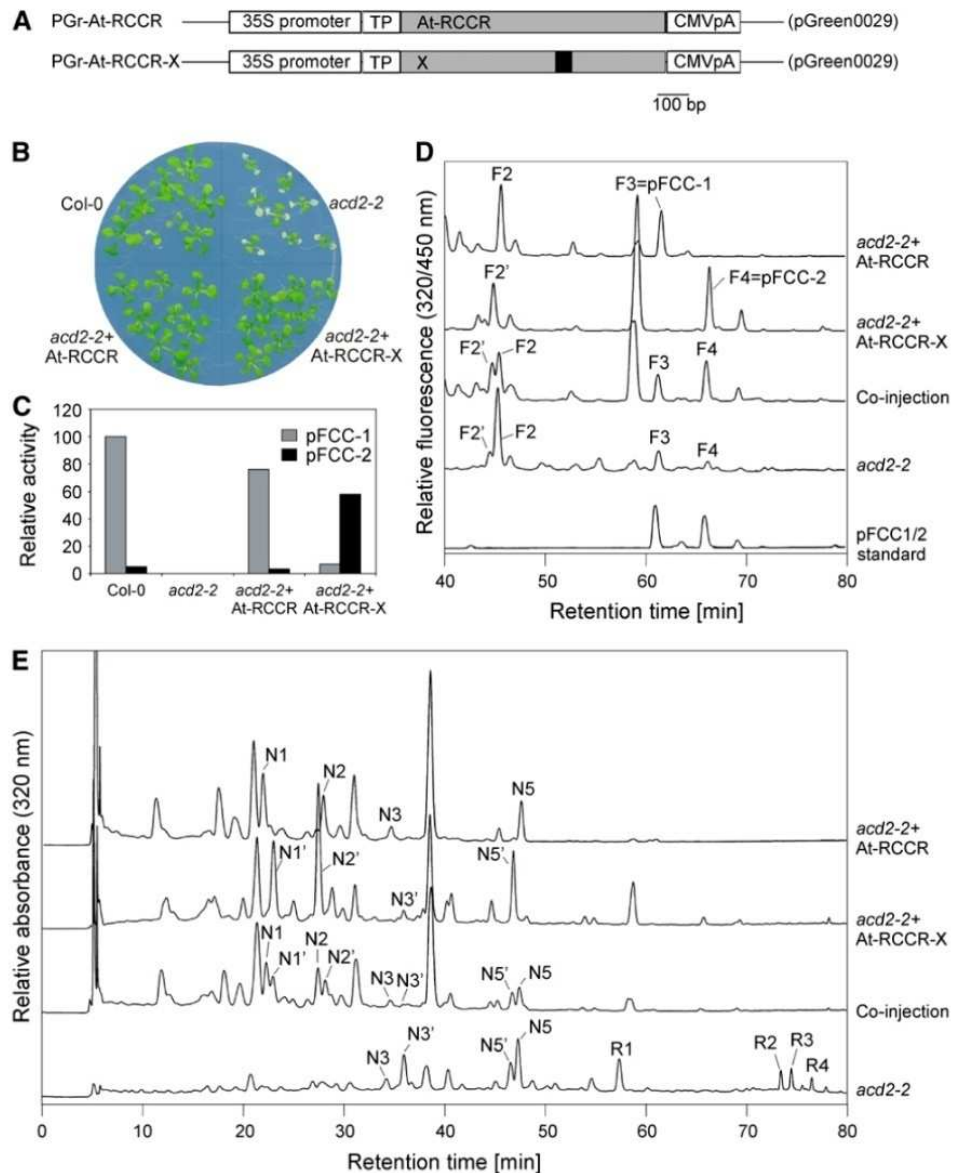 A
PGr-At-RCCR
35S promoter
TP
At-RCCR
CMVpA
(pGreen0029)
PGr-At-RCCR-X
35S promoter
TP
X
CMVpA
(pGreen0029)
100 bp
B
Col-0
acd2-2
acd2-2+
At-RCCR
acd2-2+
At-RCCR-X
C
Relative activity
120
100
80
60
40
20
0
pFCC-1
pFCC-2
Col-0
acd2-2
acd2-2+
At-RCCR
acd2-2+
At-RCCR-X
D
Relative fluorescence (320/450 nm)
F2
F3=pFCC-1
acd2-2+
At-RCCR
F2'
F4=pFCC-2
acd2-2+
At-RCCR-X
F2'
F2
F3
F4
Co-injection
F2'
F2
F3
F4
acd2-2
pFCC1/2
standard
40
50
60
70
80
Retention time [min]
E
Relative absorbance (320 nm)
N1
N2
N3
N5
acd2-2+
At-RCCR
N1'
N2'
N3'
N5'
acd2-2+
At-RCCR-X
N1
N1'
N2
N2'
N3
N3'
N5'
N5
Co-injection
N3
N3'
N5'
N5
R1
R2
R3
R4
acd2-2
0
10
20
30
40
50
60
70
80
Retention time [min]